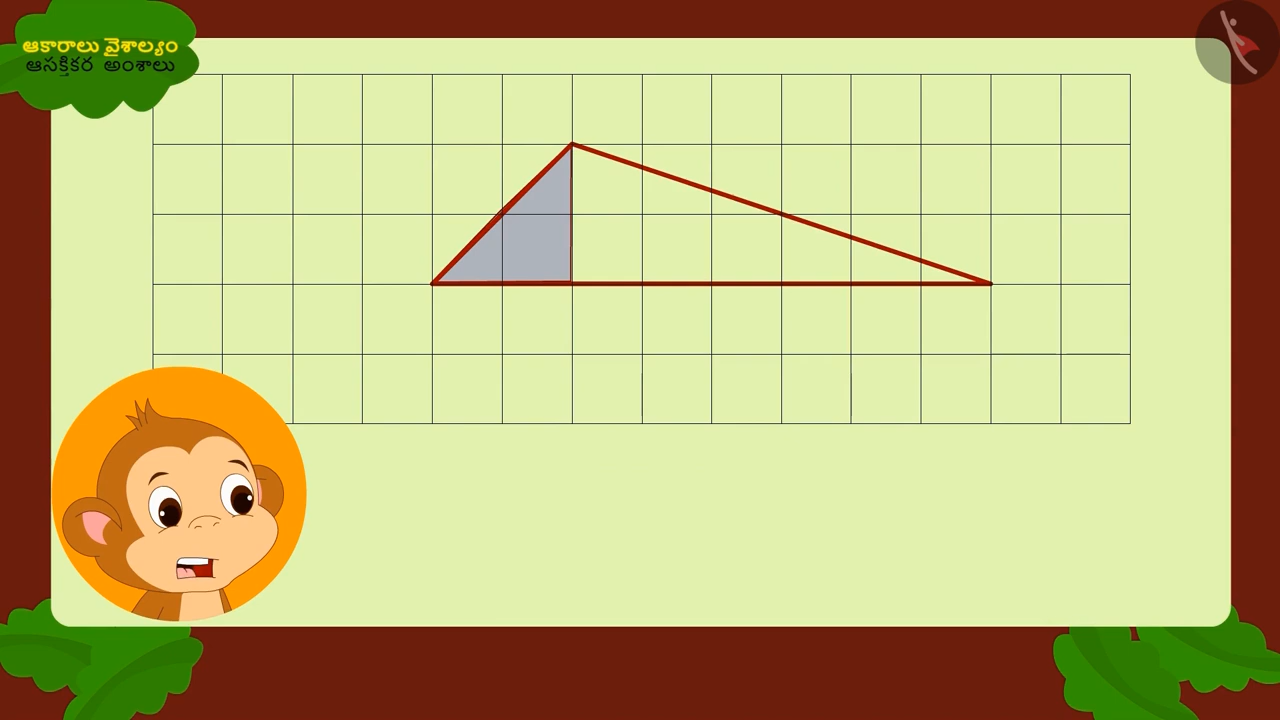 ఆకారాలు వైశాల్యం
ఆసక్తికర అంశాలు